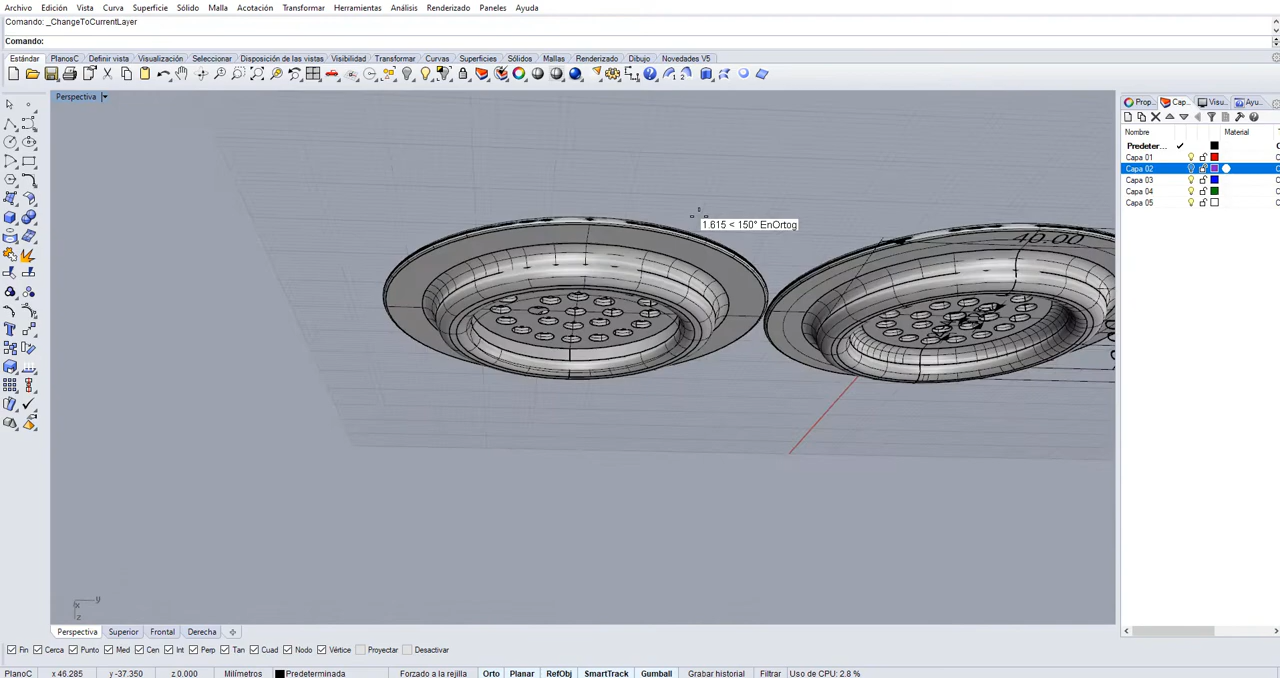 Archivo Edición Vista Curva Superficie Sólido Malla Acotación Transformar Herramientas Análisis Renderizado Paneles Ayuda
Comando: _ChangeToCurrentLayer
Comando:
Estándar PlanosC Definir vista Visualización Seleccionar Disposición de las vistas Visibilidad Transformar Curvas Superficies Sólidos Mallas Renderizado Dibujo Novedades V5
Perspectiva
Prop... Cap... Visu... Ayu...
Nombre Material
Predeter...
Capa 01
Capa 02
Capa 03
Capa 04
Capa 05
1.615 < 150° EnOrtog
40.00
y
x
z
Perspectiva Superior Frontal Derecha
Fin Cerca Punto Med Cen Int Perp Tan Cuad Nodo Vértice Proyectar Desactivar
PlanoC x 46.285 y -37.350 z 0.000 Milímetros Predeterminada Forzado a la rejilla Orto Planar RefObj SmartTrack Gumball Grabar historial Filtrar Uso de CPU: 2.8 %